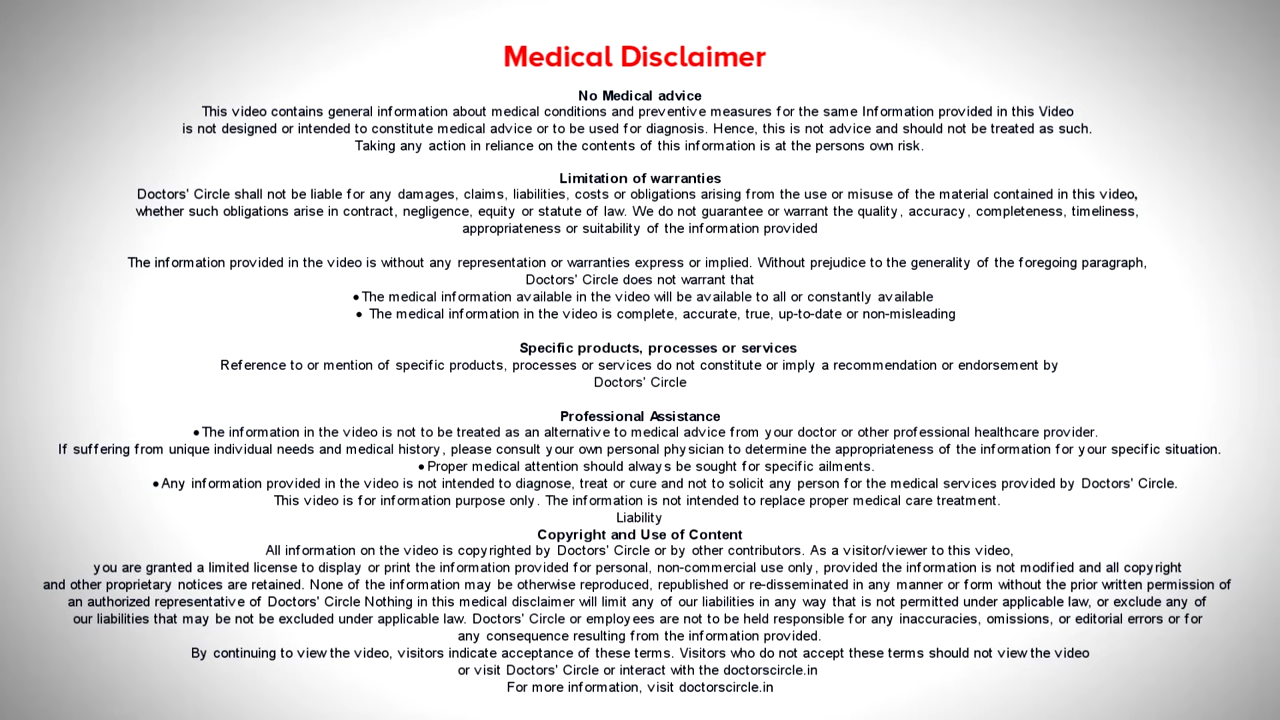 Medical Disclaimer
No Medical advice
This video contains general information about medical conditions and preventive measures for the same Information provided in this Video
is not designed or intended to constitute medical advice or to be used for diagnosis. Hence, this is not advice and should not be treated as such.
Taking any action in reliance on the contents of this information is at the persons own risk.
Limitation of warranties
Doctors' Circle shall not be liable for any damages, claims, liabilities, costs or obligations arising from the use or misuse of the material contained in this video,
whether such obligations arise in contract, negligence, equity or statute of law. We do not guarantee or warrant the quality, accuracy, completeness, timeliness,
appropriateness or suitability of the information provided
The information provided in the video is without any representation or warranties express or implied. Without prejudice to the generality of the foregoing paragraph,
Doctors' Circle does not warrant that
•The medical information available in the video will be available to all or constantly available
• The medical information in the video is complete, accurate, true, up-to-date or non-misleading
Specific products, processes or services
Reference to or mention of specific products, processes or services do not constitute or imply a recommendation or endorsement by
Doctors' Circle
Professional Assistance
•The information in the video is not to be treated as an alternative to medical advice from your doctor or other professional healthcare provider.
If suffering from unique individual needs and medical history, please consult your own personal physician to determine the appropriateness of the information for your specific situation.
•Proper medical attention should always be sought for specific ailments.
•Any information provided in the video is not intended to diagnose, treat or cure and not to solicit any person for the medical services provided by Doctors' Circle.
This video is for information purpose only. The information is not intended to replace proper medical care treatment.
Liability
Copyright and Use of Content
All information on the video is copyrighted by Doctors' Circle or by other contributors. As a visitor/viewer to this video,
you are granted a limited license to display or print the information provided for personal, non-commercial use only, provided the information is not modified and all copyright
and other proprietary notices are retained. None of the information may be otherwise reproduced, republished or re-disseminated in any manner or form without the prior written permission of
an authorized representative of Doctors' Circle Nothing in this medical disclaimer will limit any of our liabilities in any way that is not permitted under applicable law, or exclude any of
our liabilities that may be not be excluded under applicable law. Doctors' Circle or employees are not to be held responsible for any inaccuracies, omissions, or editorial errors or for
any consequence resulting from the information provided.
By continuing to view the video, visitors indicate acceptance of these terms. Visitors who do not accept these terms should not view the video
or visit Doctors' Circle or interact with the doctorscircle.in
For more information, visit doctorscircle.in